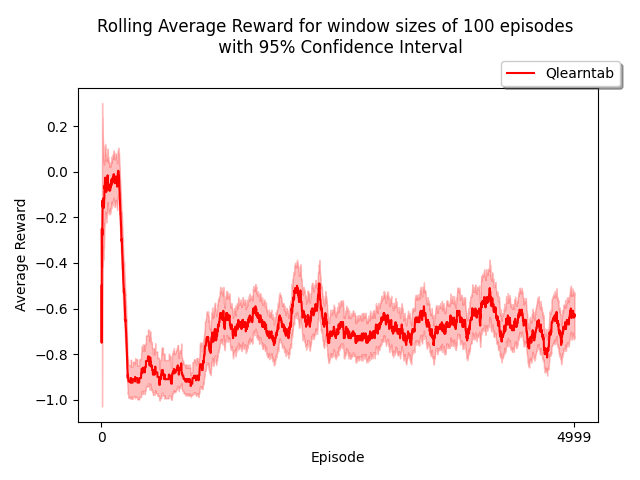 Rolling Average Reward for window sizes of 100 episodes
with 95% Confidence Interval
Qlearntab
Average Reward
0.2
0.0
−0.2
−0.4
−0.6
−0.8
−1.0
0
4999
Episode